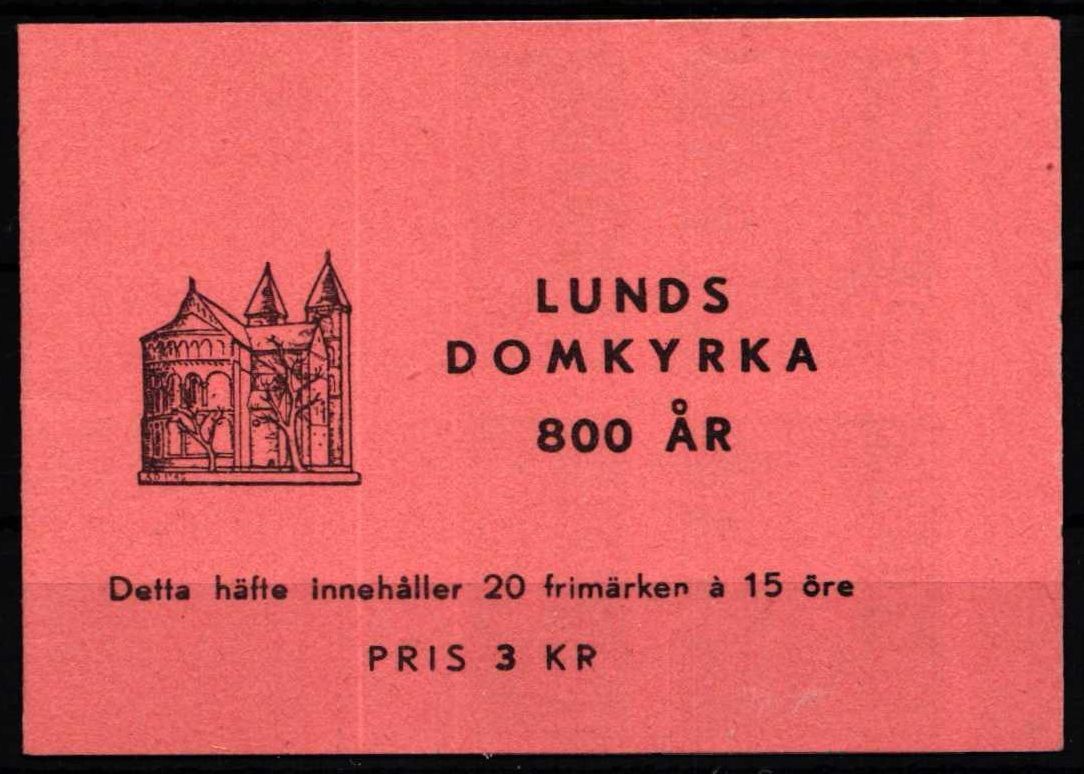 LUNDS
DOMKYRKA
800 ÅR
Detta häfte innehåller 20 frimärken à 15 öre
PRIS 3 KR